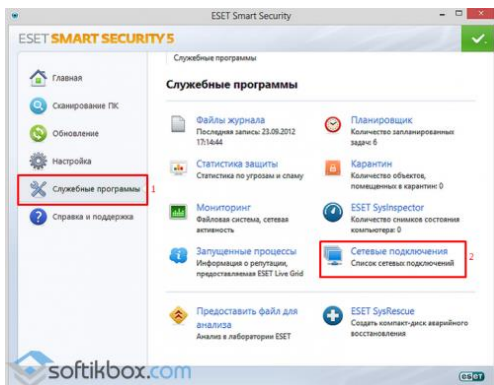 ESET Smart Security
ESET SMART SECURITY 5
Служебные программы
Главная
Сканирование ПК
Обновление
Настройка
Служебные программы
1
Справка и поддержка
Служебные программы
Файлы журнала
Последняя запись: 23.09.2012
17:14:44
Планировщик
Количество запланированных
задач: 6
Статистика защиты
Статистика по угрозам и спаму
Карантин
Количество объектов,
помещенных в карантин: 0
Мониторинг
Файловая система, сетевая
активность
ESET SysInspector
Количество снимков состояния
компьютера: 0
Запущенные процессы
Информация о репутации,
предоставляемая ESET Live Grid
Сетевые подключения
Список сетевых подключений
2
Предоставить файл для
анализа
Анализ в лаборатории ESET
ESET SysRescue
Создать компакт-диск аварийного
восстановления
softikbox.com
eset